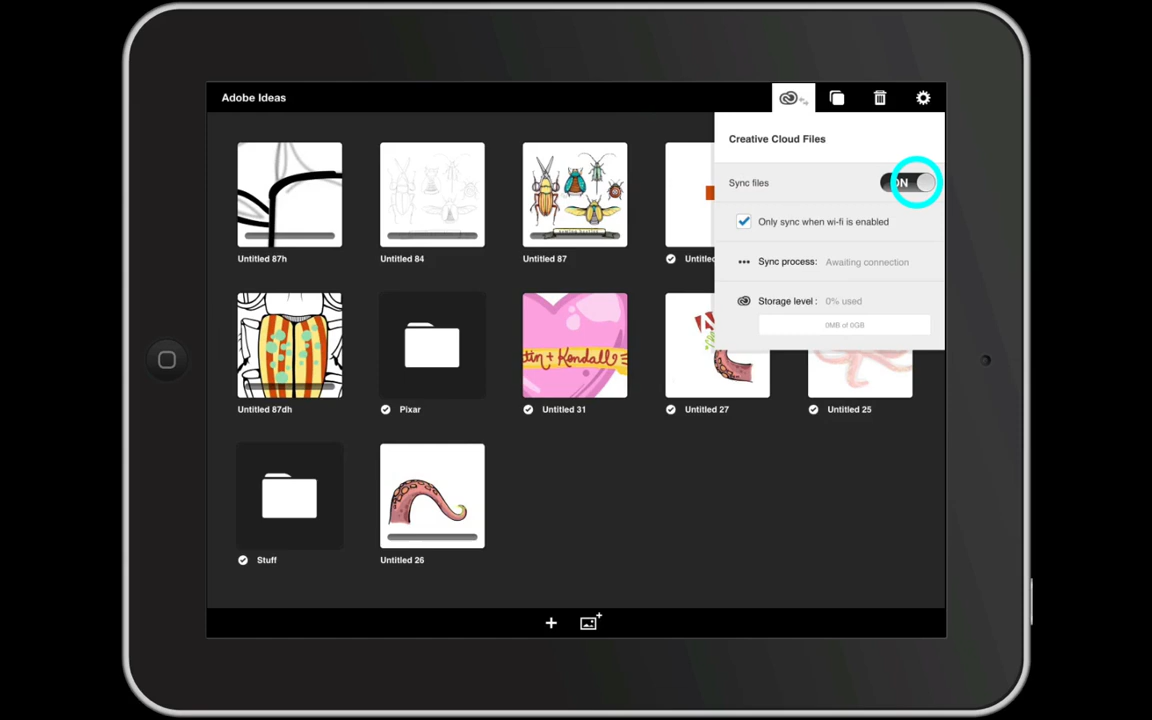 Adobe Ideas
Creative Cloud Files
Sync files
ON
Only sync when wi-fi is enabled
Sync process: Awaiting connection
Storage level : 0% used
0MB of 0GB
Untitled 87h
Untitled 84
Untitled 87
tin + Kendall
Untitled 87dh
Pixar
Untitled 31
Untitled 27
Untitled 25
Stuff
Untitled 26